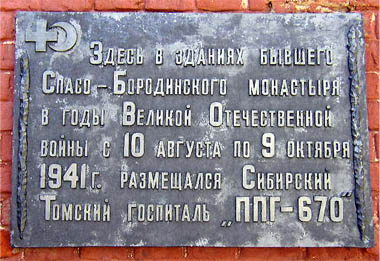 Здесь в зданиях бывшего
Спасо-Бородинского монастыря
в годы Великой Отечественной
войны с 10 августа по 9 октября
1941г. размещался Сибирский
Томский госпиталь "ППГ-670"